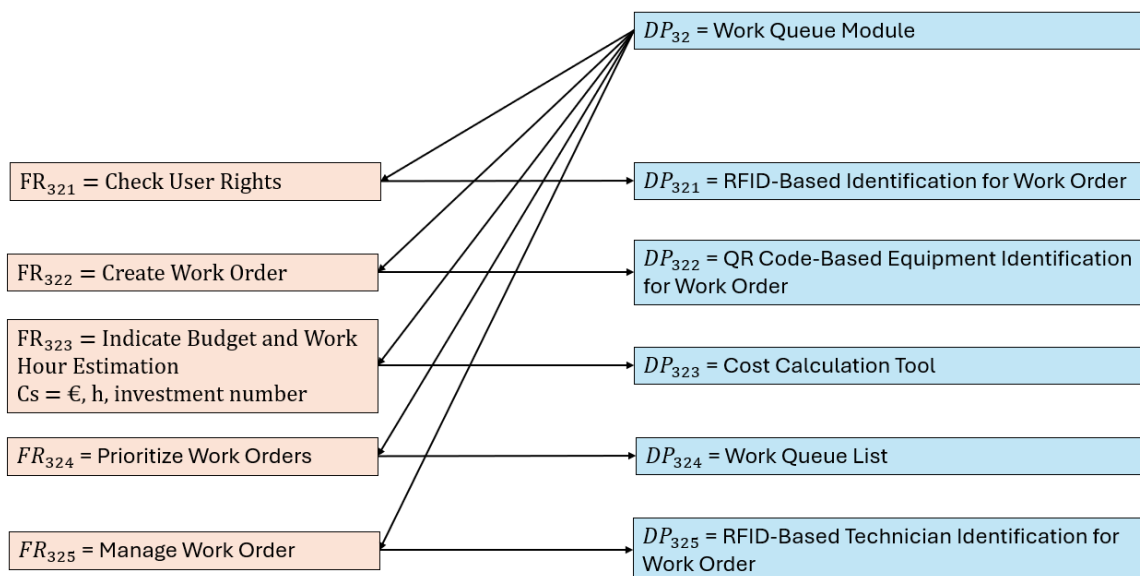 DP₃₂ = Work Queue Module
FR₃₂₁ = Check User Rights
DP₃₂₁ = RFID-Based Identification for Work Order
FR₃₂₂ = Create Work Order
DP₃₂₂ = QR Code-Based Equipment Identification
for Work Order
FR₃₂₃ = Indicate Budget and Work
Hour Estimation
Cs = €, h, investment number
DP₃₂₃ = Cost Calculation Tool
FR₃₂₄ = Prioritize Work Orders
DP₃₂₄ = Work Queue List
FR₃₂₅ = Manage Work Order
DP₃₂₅ = RFID-Based Technician Identification for
Work Order